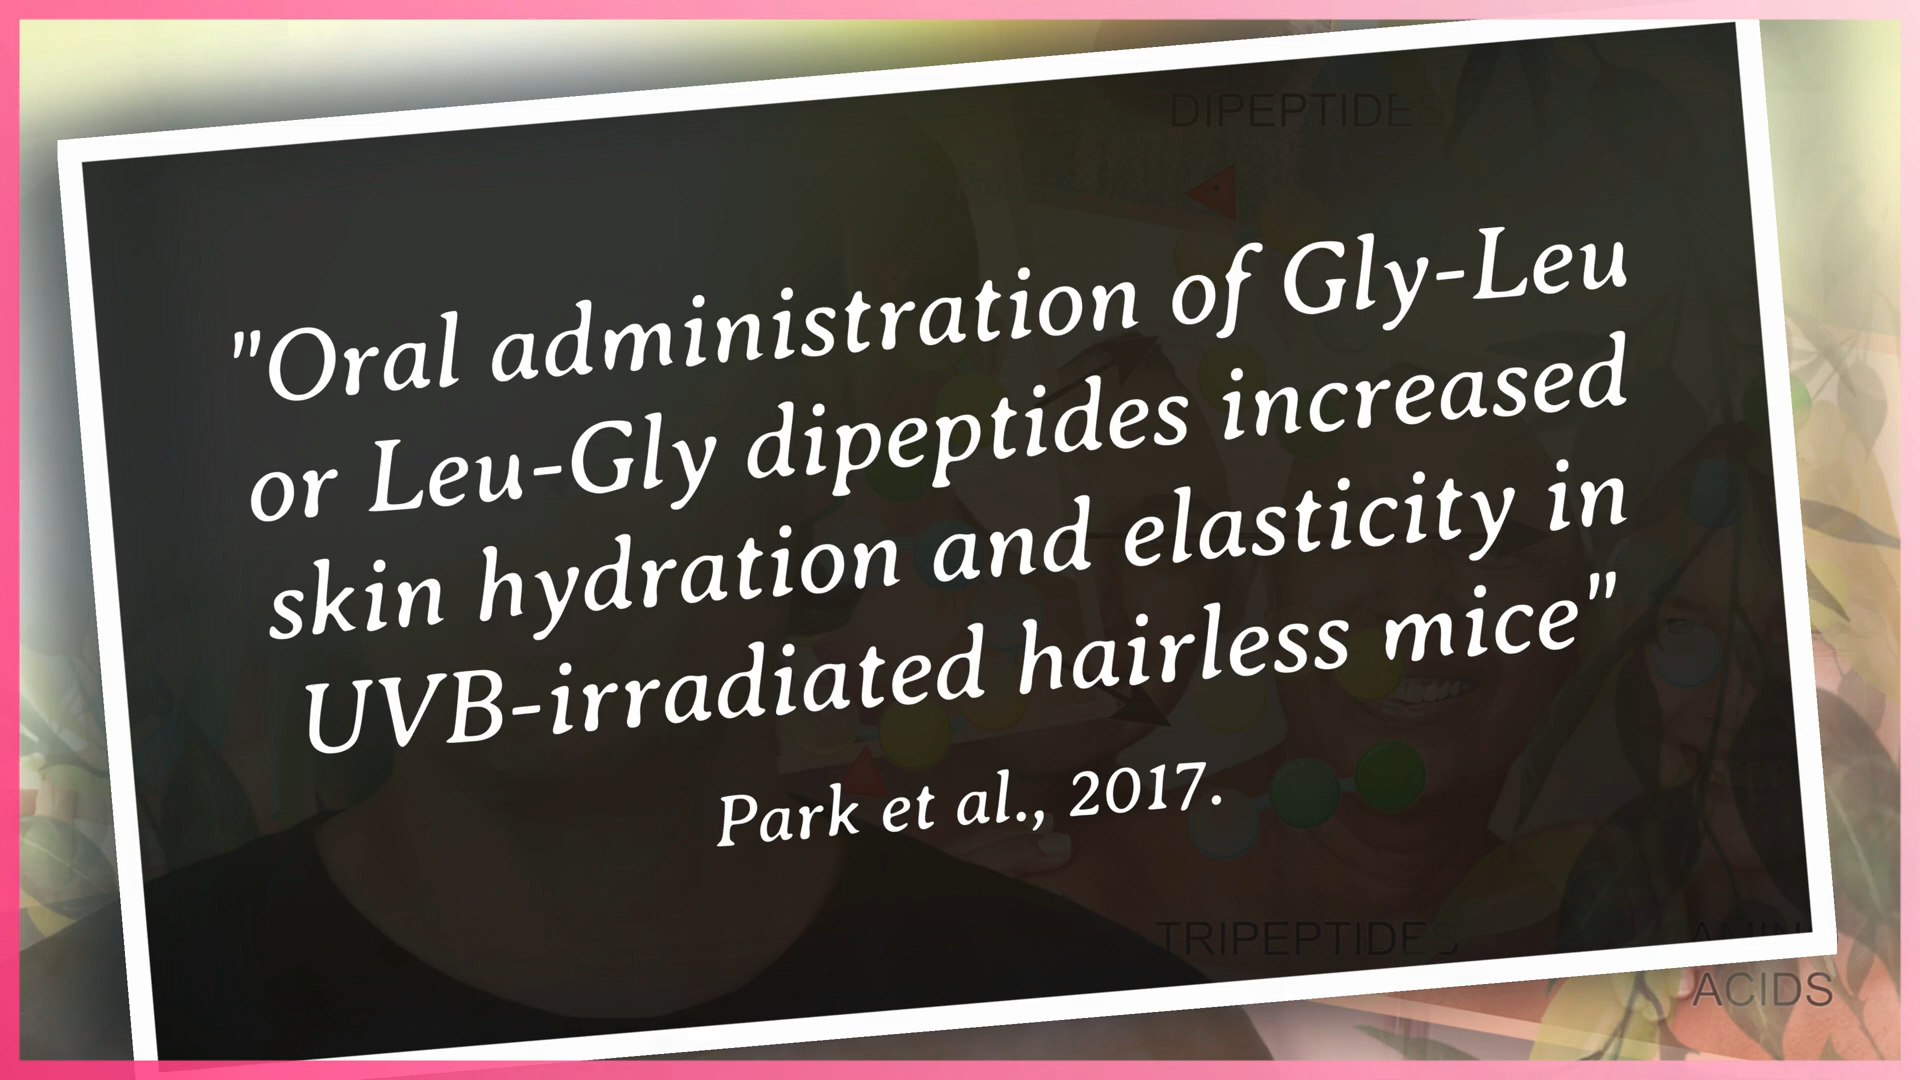 DIPEPTIDES
"Oral administration of Gly-Leu
or Leu-Gly dipeptides increased
skin hydration and elasticity in
UVB-irradiated hairless mice"
Park et al., 2017.
TRIPEPTIDES
ACIDS